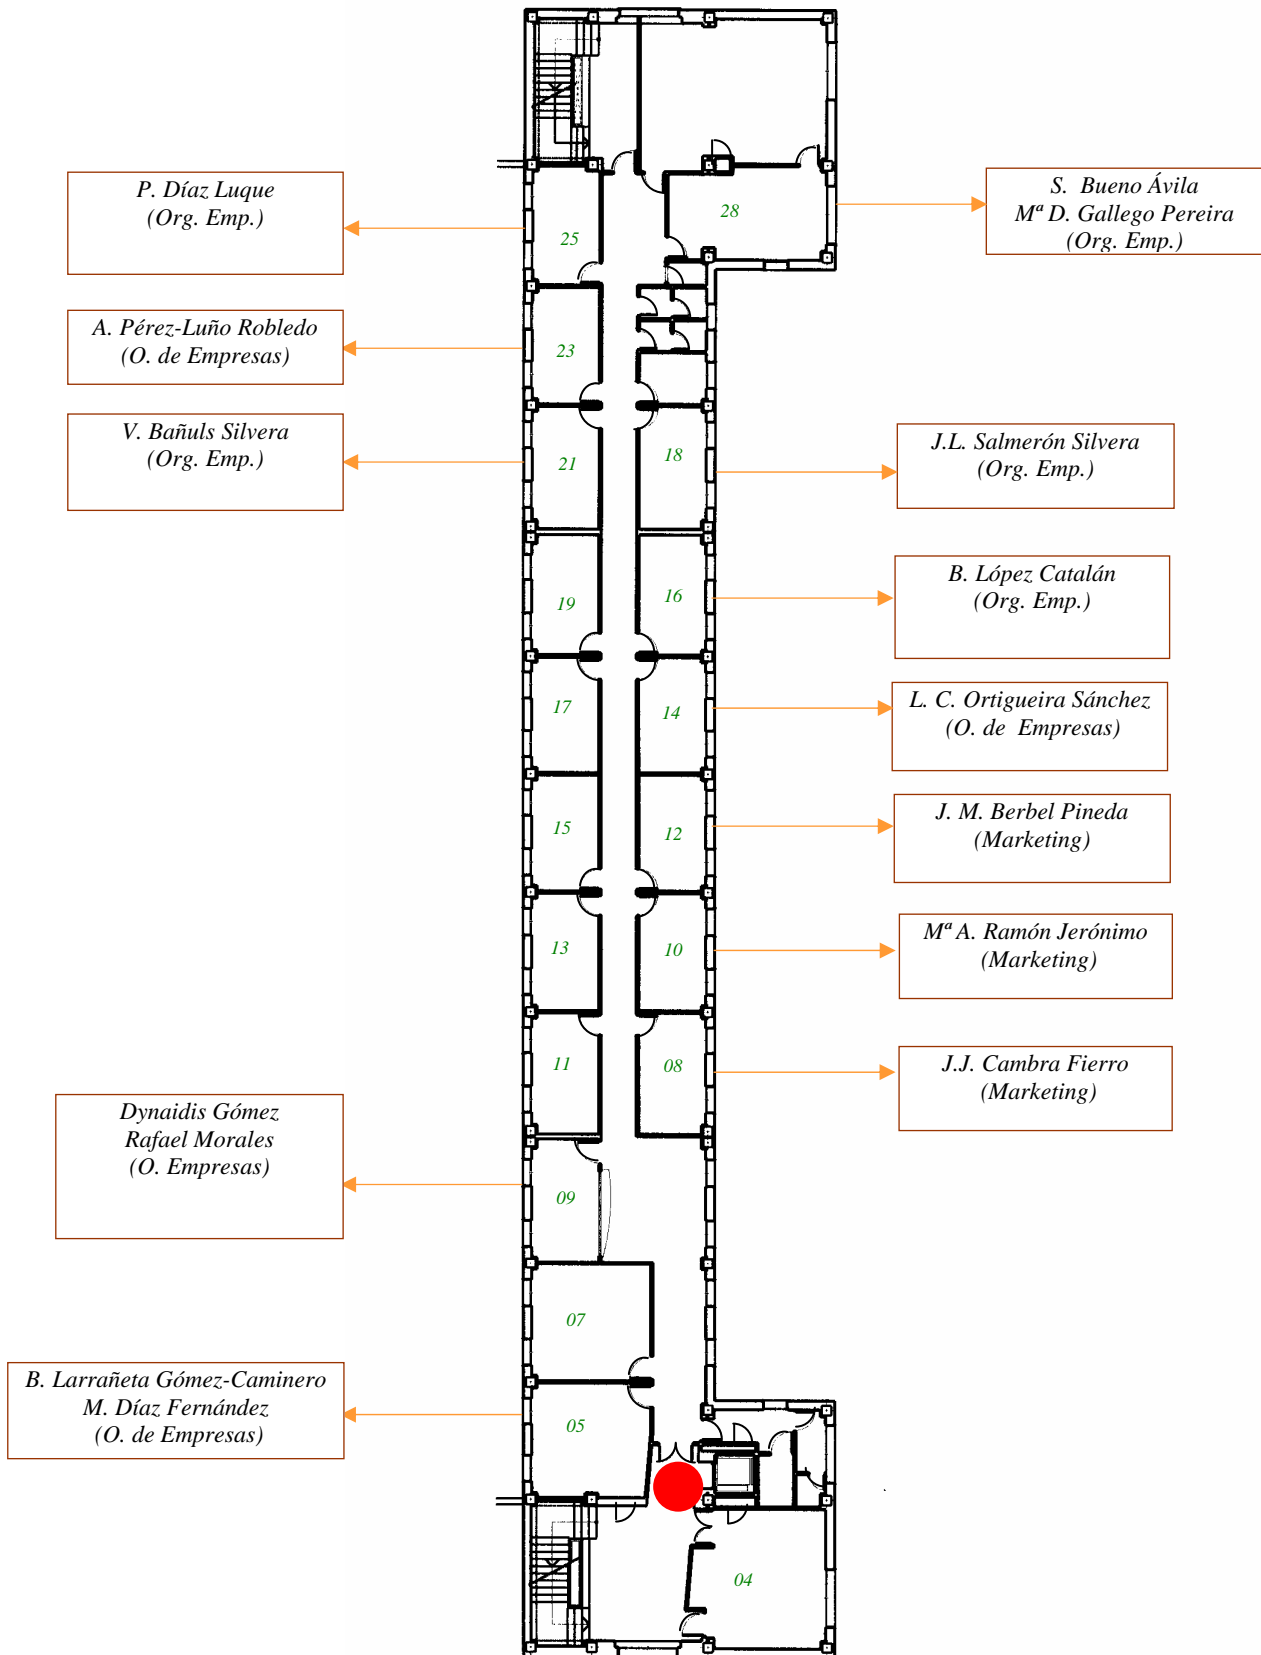 P. Díaz Luque
(Org. Emp.)
25
28
S. Bueno Ávila
Mª D. Gallego Pereira
(Org. Emp.)
A. Pérez-Luño Robledo
(O. de Empresas)
23
V. Bañuls Silvera
(Org. Emp.)
21
18
J.L. Salmerón Silvera
(Org. Emp.)
19
16
B. López Catalán
(Org. Emp.)
17
14
L. C. Ortigueira Sánchez
(O. de Empresas)
15
12
J. M. Berbel Pineda
(Marketing)
13
10
Mª A. Ramón Jerónimo
(Marketing)
11
08
J.J. Cambra Fierro
(Marketing)
Dynaidis Gómez
Rafael Morales
(O. Empresas)
09
07
B. Larrañeta Gómez-Caminero
M. Díaz Fernández
(O. de Empresas)
05
04